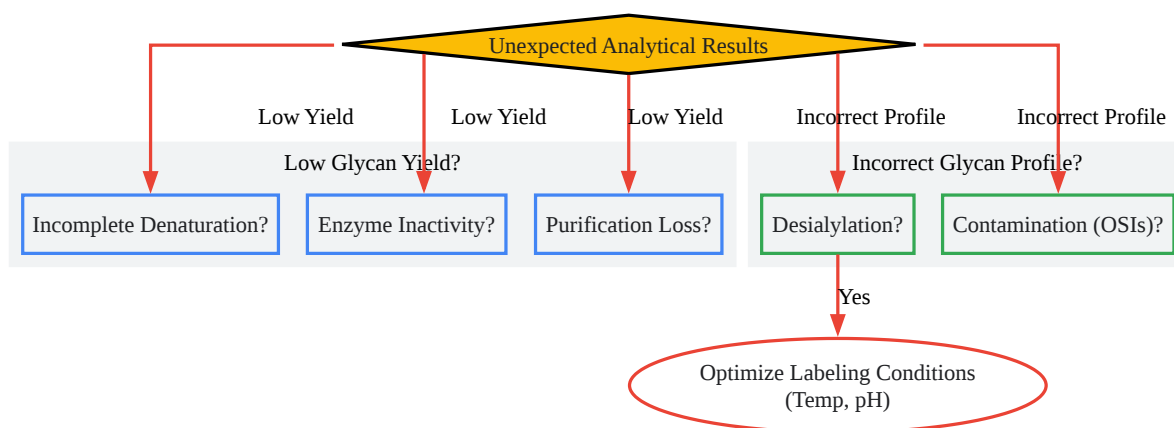 Unexpected Analytical Results
Low Yield
Low Yield
Low Yield
Incorrect Profile
Incorrect Profile
Low Glycan Yield?
Incorrect Glycan Profile?
Incomplete Denaturation?
Enzyme Inactivity?
Purification Loss?
Desialylation?
Contamination (OSIs)?
Yes
Optimize Labeling Conditions
(Temp, pH)